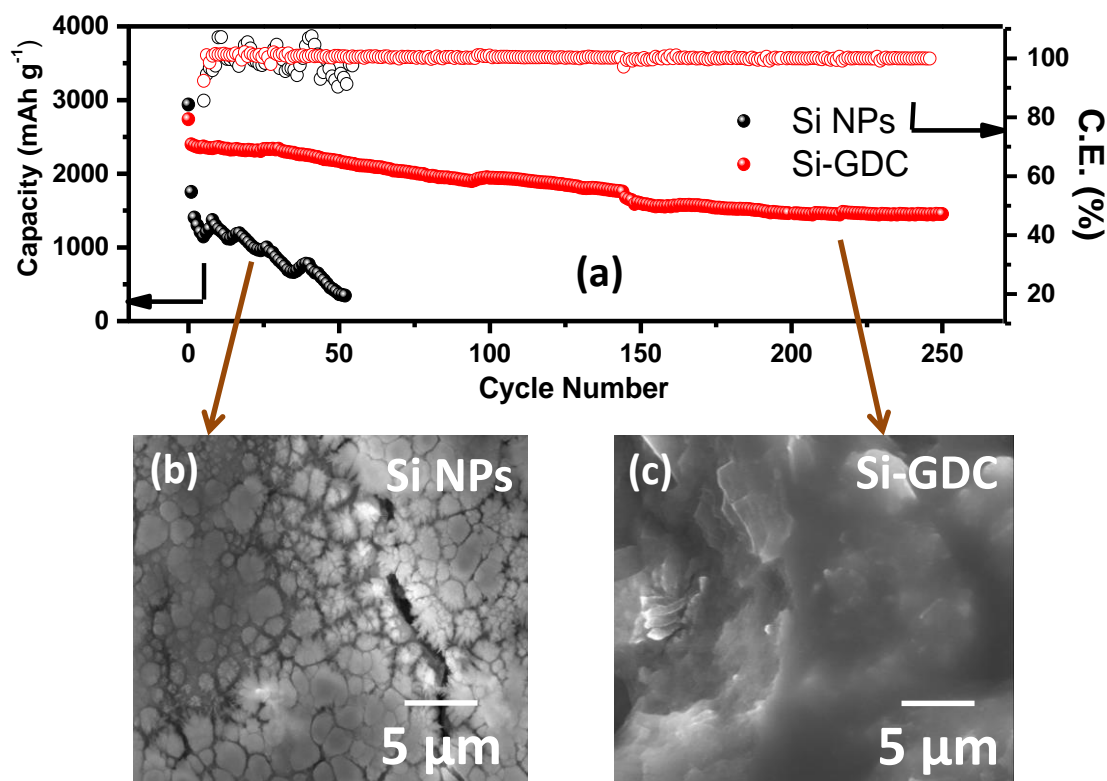 4000
3000
2000
1000
0
Capacity (mAh g⁻¹)
100
80
60
40
20
C.E. (%)
Si NPs
Si-GDC
(a)
0 50 100 150 200 250
Cycle Number
(b) Si NPs
5 μm
(c) Si-GDC
5 μm